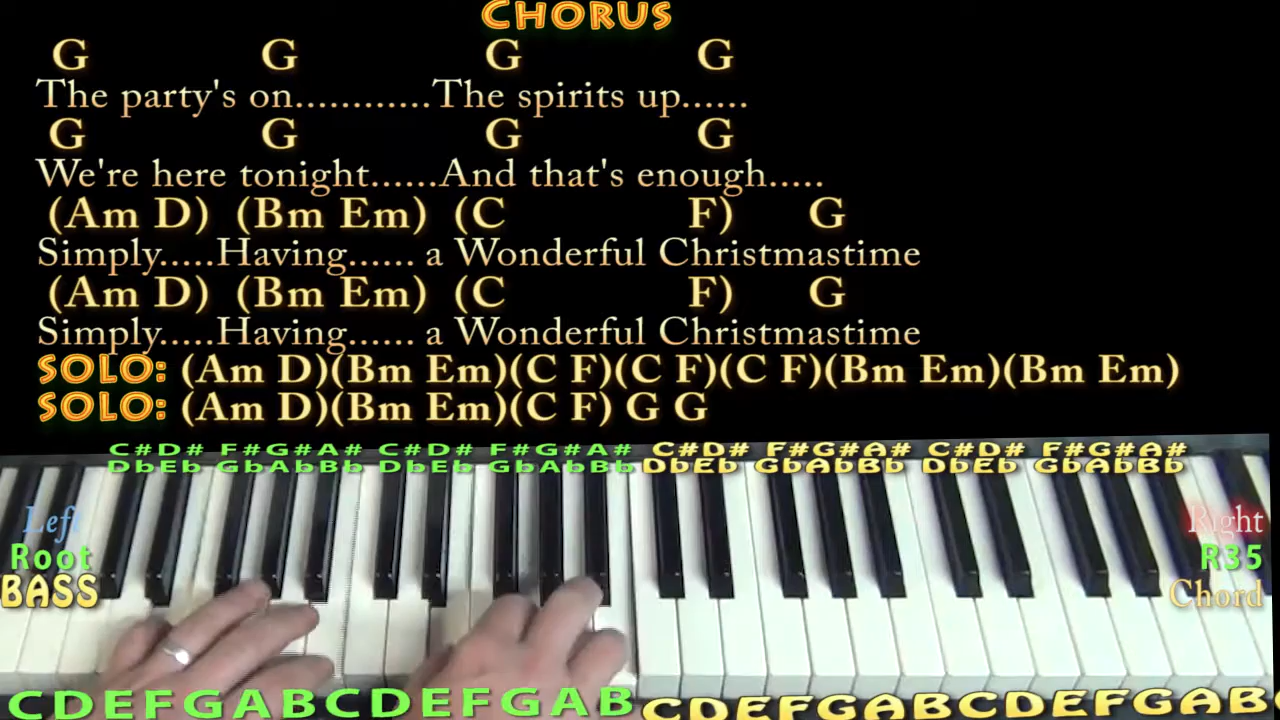 CHORUS
G G G G
The party's on............The spirits up......
G G G G
We're here tonight......And that's enough.....
(Am D) (Bm Em) (C F) G
Simply.....Having...... a Wonderful Christmastime
(Am D) (Bm Em) (C F) G
Simply.....Having...... a Wonderful Christmastime
SOLO: (Am D)(Bm Em)(C F)(C F)(C F)(Bm Em)(Bm Em)
SOLO: (Am D)(Bm Em)(C F) G G
C#D# F#G#A# C#D# F#G#A# C#D# F#G#A# C#D# F#G#A#
DbEb GbAbBb DbEb GbAbBb DbEb GbAbBb DbEb GbAbBb
Left Right
Root R35
BASS Chord
CDEFGABCDEFGAB CDEFGABCDEFGAB